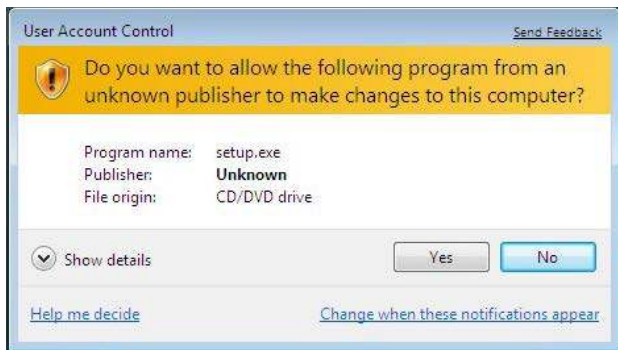 User Account Control
Send Feedback
Do you want to allow the following program from an
unknown publisher to make changes to this computer?
Program name: setup.exe
Publisher: Unknown
File origin: CD/DVD drive
Show details
Yes
No
Help me decide
Change when these notifications appear